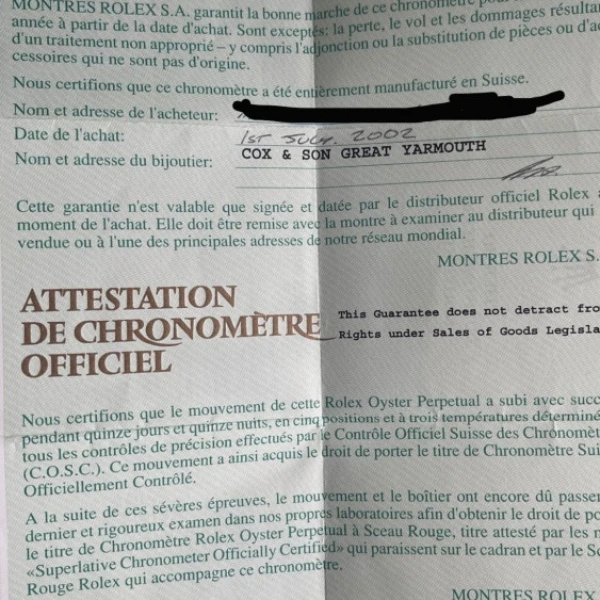 MONTRES ROLEX S.A. garantit la bonne marche de ce chronomètre
année à partir de la date d'achat. Sont exceptés: la perte, le vol et les dommages
d'un traitement non approprié – y compris l'adjonction ou la substitution de pièces ou
cessoires qui ne sont pas d'origine.
Nous certifions que ce chronomètre a été entièrement manufacturé en Suisse.
Nom et adresse de l'acheteur:
Date de l'achat: 1ST JULY. 2002
Nom et adresse du bijoutier: COX & SON GREAT YARMOUTH
Cette garantie n'est valable que signée et datée par le distributeur officiel Rolex
moment de l'achat. Elle doit être remise avec la montre à examiner au distributeur qui
vendue ou à l'une des principales adresses de notre réseau mondial.
MONTRES ROLEX S.
ATTESTATION
DE CHRONOMÈTRE
OFFICIEL
This Guarantee does not detract fro
Rights under Sales of Goods Legisla
Nous certifions que le mouvement de cette Rolex Oyster Perpetual a subi avec succ
pendant quinze jours et quinze nuits, en cinq positions et à trois températures déterminé
tous les contrôles de précision effectués par le Contrôle Officiel Suisse des Chronomèt
(C.O.S.C.). Ce mouvement a ainsi acquis le droit de porter le titre de Chronomètre Sui
Officiellement Contrôlé.
A la suite de ces sévères épreuves, le mouvement et le boîtier ont encore dû passer
dernier et rigoureux examen dans nos propres laboratoires afin d'obtenir le droit de po
le titre de Chronomètre Rolex Oyster Perpetual à Sceau Rouge, titre attesté par les m
«Superlative Chronometer Officially Certified» qui paraissent sur le cadran et par le Sc
Rouge Rolex qui accompagne ce chronomètre.
MONTRES ROLEX